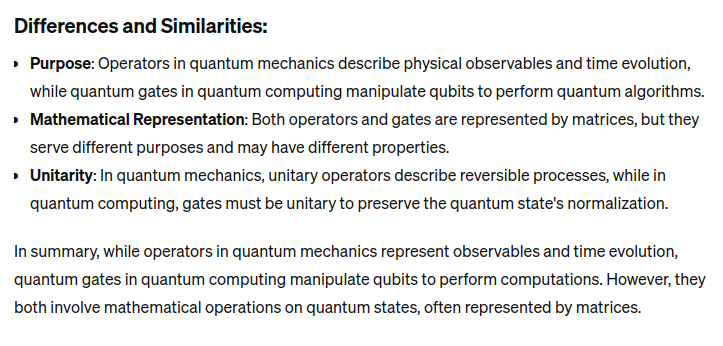 Differences and Similarities:
• Purpose: Operators in quantum mechanics describe physical observables and time evolution,
while quantum gates in quantum computing manipulate qubits to perform quantum algorithms.
• Mathematical Representation: Both operators and gates are represented by matrices, but they
serve different purposes and may have different properties.
• Unitarity: In quantum mechanics, unitary operators describe reversible processes, while in
quantum computing, gates must be unitary to preserve the quantum state's normalization.
In summary, while operators in quantum mechanics represent observables and time evolution,
quantum gates in quantum computing manipulate qubits to perform computations. However, they
both involve mathematical operations on quantum states, often represented by matrices.